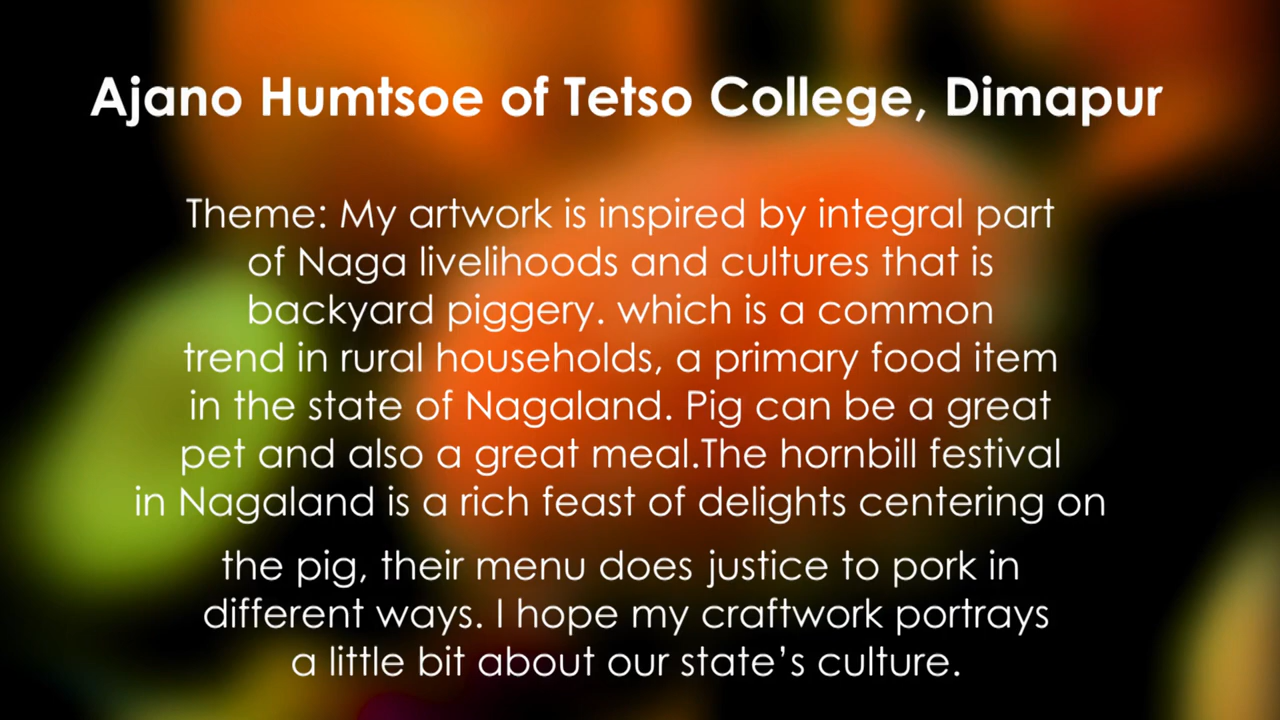 Ajano Humtsoe of Tetso College, Dimapur
Theme: My artwork is inspired by integral part
of Naga livelihoods and cultures that is
backyard piggery. which is a common
trend in rural households, a primary food item
in the state of Nagaland. Pig can be a great
pet and also a great meal.The hornbill festival
in Nagaland is a rich feast of delights centering on
the pig, their menu does justice to pork in
different ways. I hope my craftwork portrays
a little bit about our state’s culture.